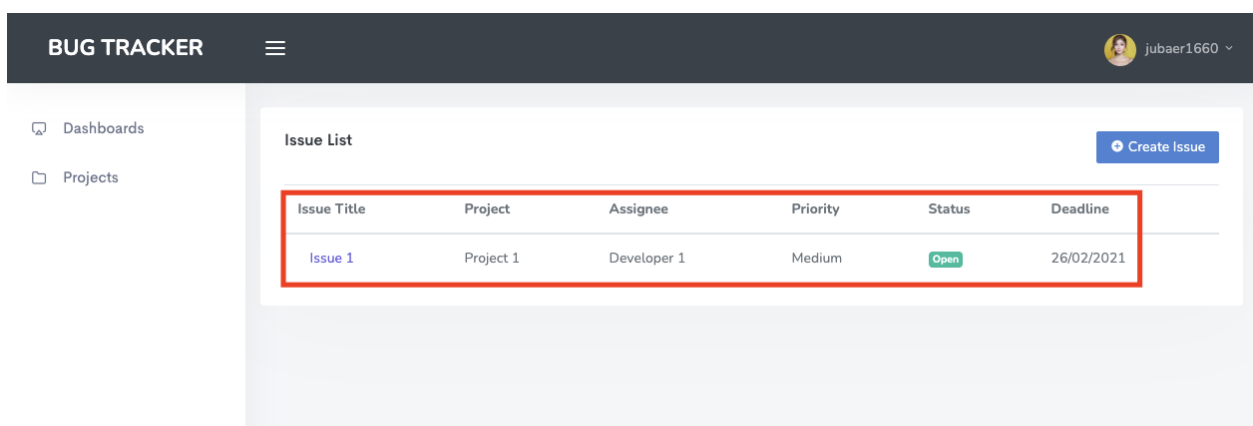 BUG TRACKER
jubaer1660
Dashboards
Projects
Issue List
Create Issue
Issue Title Project Assignee Priority Status Deadline
Issue 1 Project 1 Developer 1 Medium Open 26/02/2021